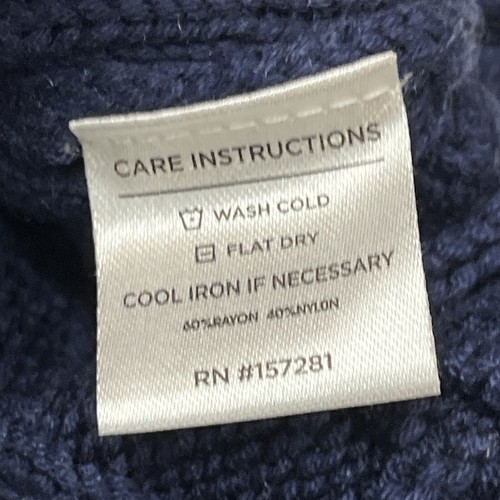 CARE INSTRUCTIONS
WASH COLD
FLAT DRY
COOL IRON IF NECESSARY
60%RAYON 40%NYLON
RN #157281